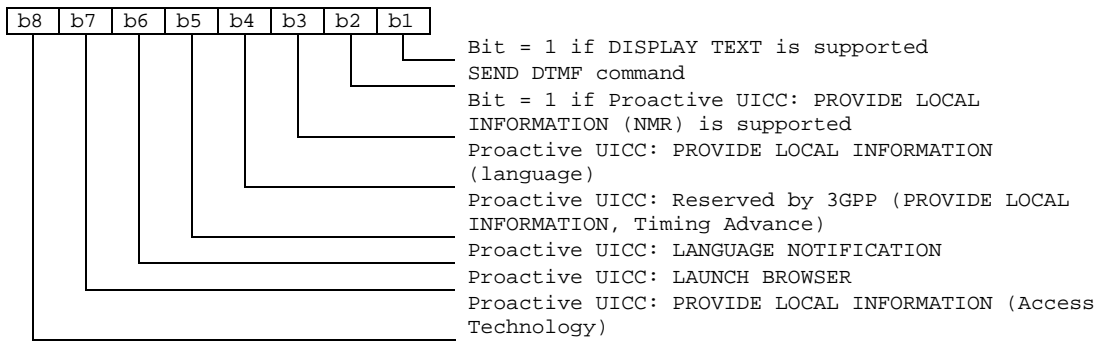 b8 b7 b6 b5 b4 b3 b2 b1
Bit = 1 if DISPLAY TEXT is supported
SEND DTMF command
Bit = 1 if Proactive UICC: PROVIDE LOCAL
INFORMATION (NMR) is supported
Proactive UICC: PROVIDE LOCAL INFORMATION
(language)
Proactive UICC: Reserved by 3GPP (PROVIDE LOCAL
INFORMATION, Timing Advance)
Proactive UICC: LANGUAGE NOTIFICATION
Proactive UICC: LAUNCH BROWSER
Proactive UICC: PROVIDE LOCAL INFORMATION (Access
Technology)